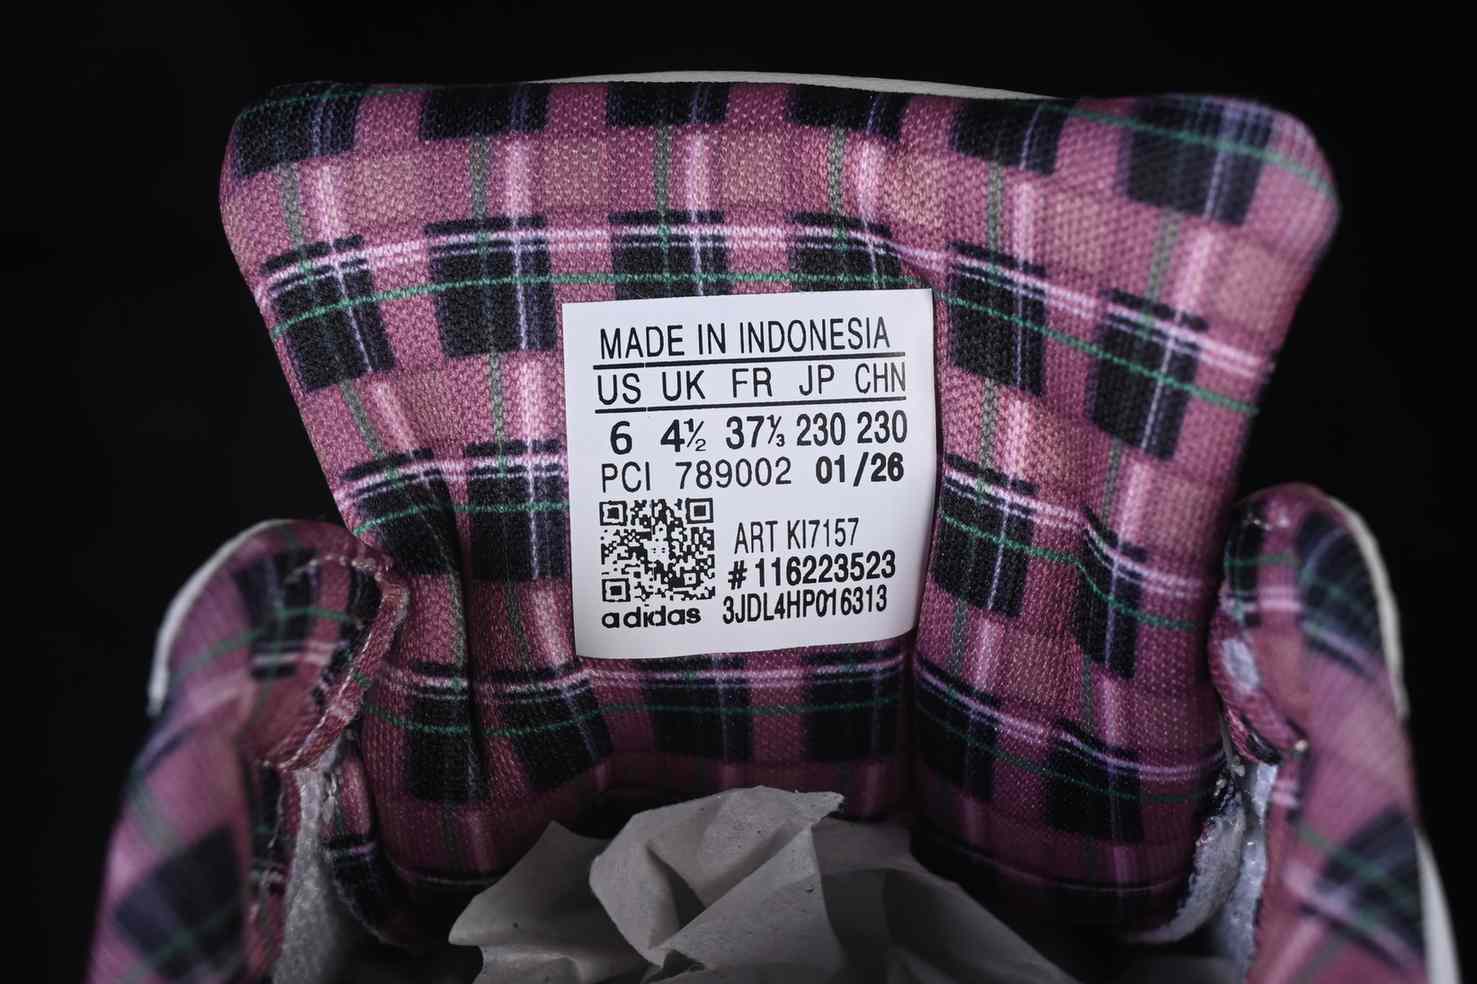 MADE IN INDONESIA
US UK FR JP CHN
6 4½ 37⅓ 230 230
PCI 789002 01/26
ART KI7157
# 116223523
adidas 3JDL4HP016313